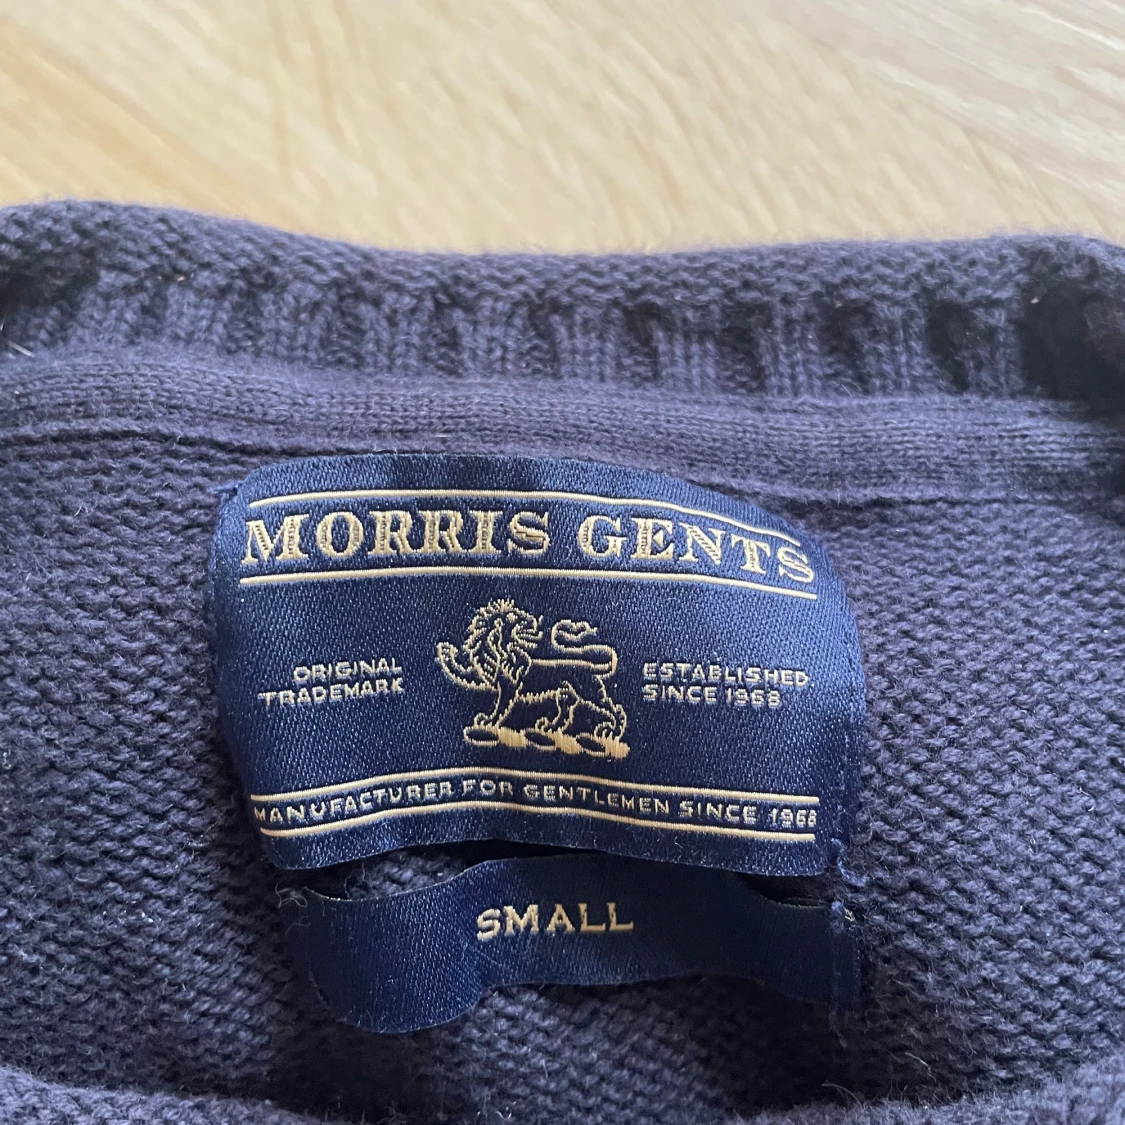 MORRIS GENTS
ORIGINAL
TRADEMARK
ESTABLISHED
SINCE 1968
MANUFACTURER FOR GENTLEMEN SINCE 1968
SMALL